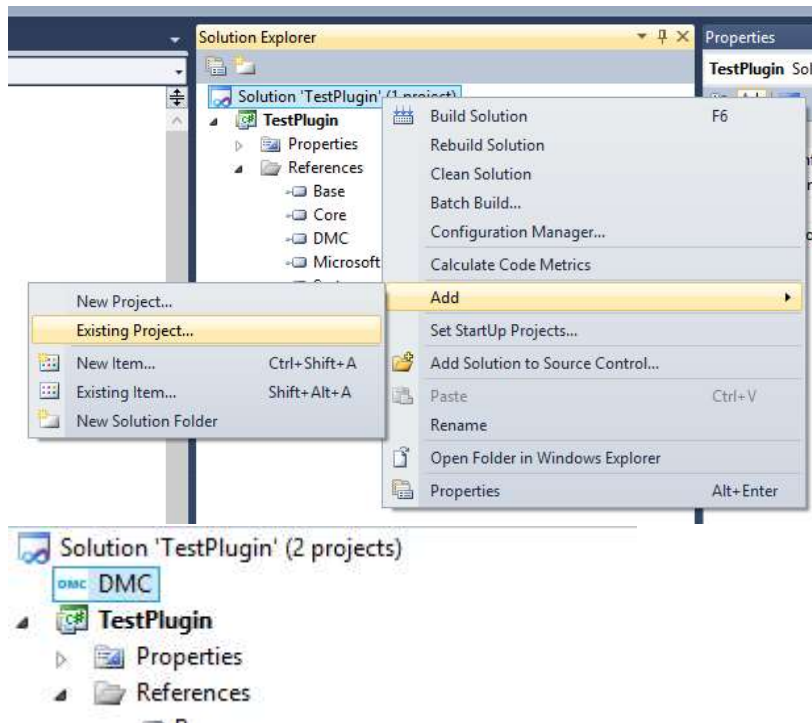 Solution Explorer
Properties
TestPlugin Sol
Solution 'TestPlugin' (1 project)
TestPlugin
Properties
References
Base
Core
DMC
Microsoft
Build Solution F6
Rebuild Solution
Clean Solution
Batch Build...
Configuration Manager...
Calculate Code Metrics
Add
Set StartUp Projects...
Add Solution to Source Control...
Paste Ctrl+V
Rename
Open Folder in Windows Explorer
Properties Alt+Enter
New Project...
Existing Project...
New Item... Ctrl+Shift+A
Existing Item... Shift+Alt+A
New Solution Folder
Solution 'TestPlugin' (2 projects)
DMC DMC
TestPlugin
Properties
References